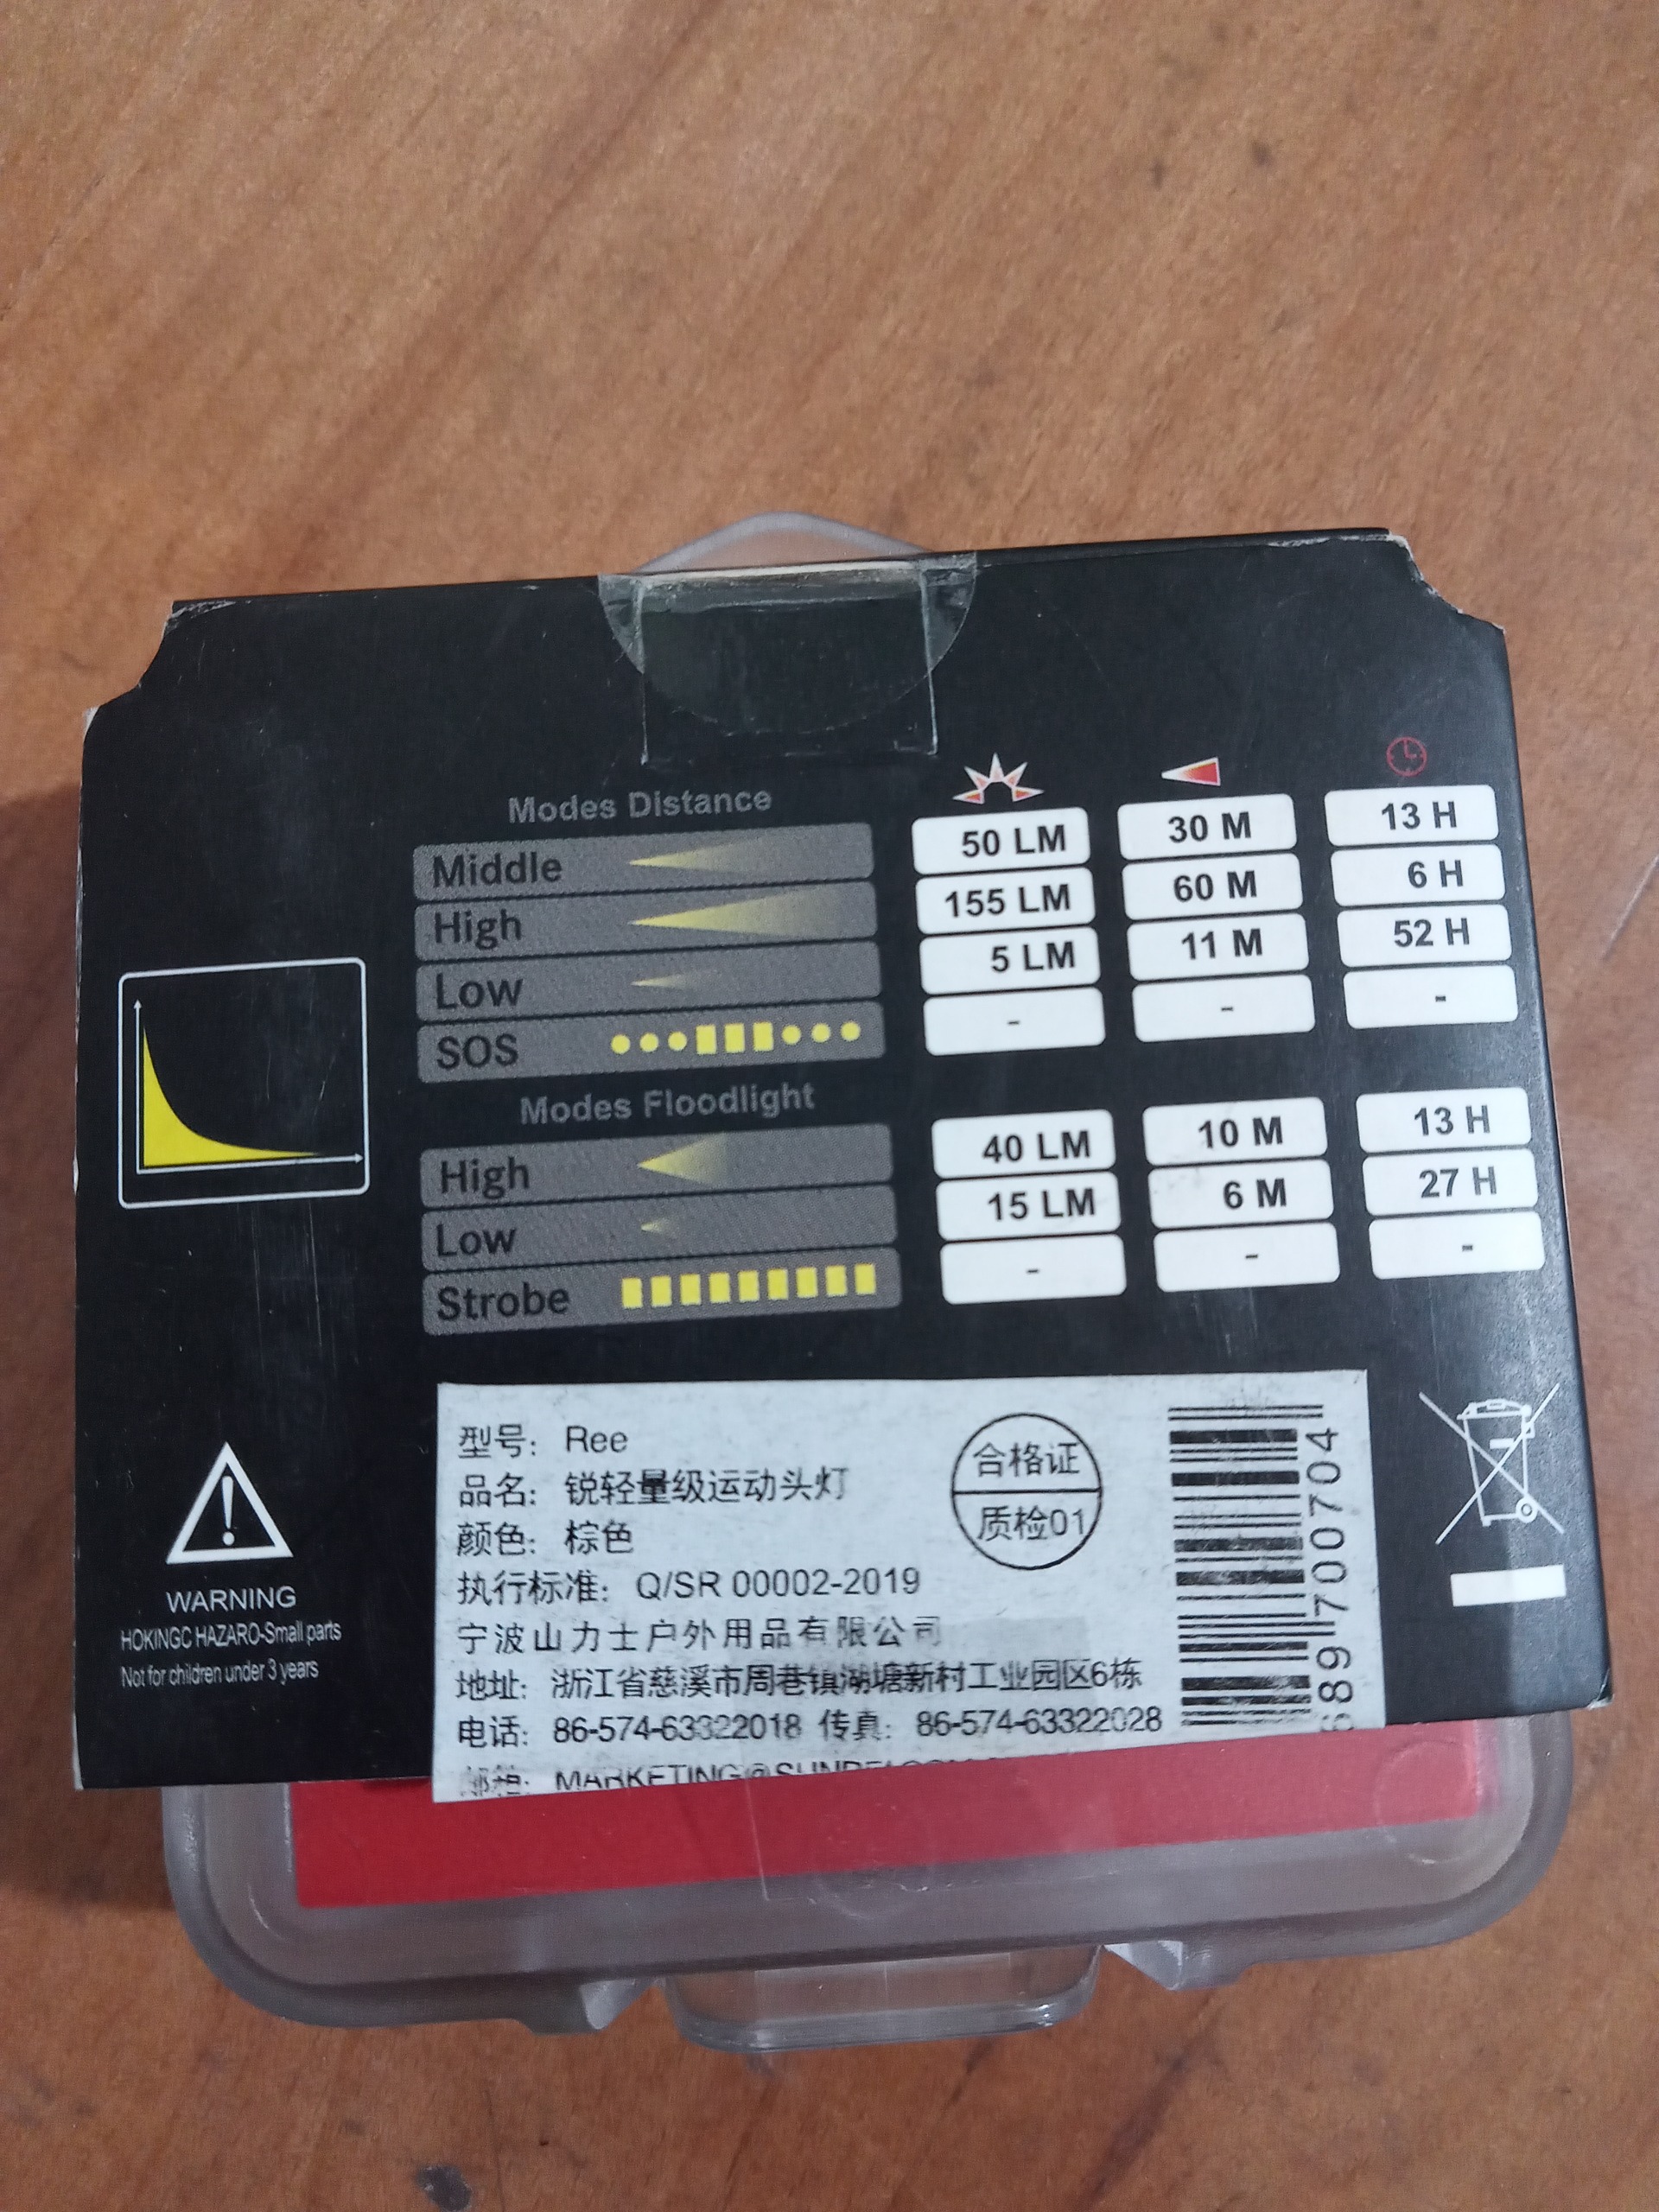 Modes Distance
Middle 50 LM 30 M 13 H
High 155 LM 60 M 6 H
Low 5 LM 11 M 52 H
SOS - - -
Modes Floodlight
High 40 LM 10 M 13 H
Low 15 LM 6 M 27 H
Strobe - - -
WARNING
HOKINGC HAZARO-Small parts
Not for children under 3 years
型号: Ree
品名: 锐轻量级运动头灯
颜色: 棕色
执行标准: Q/SR 00002-2019
宁波山力士户外用品有限公司
地址: 浙江省慈溪市周巷镇湖塘新村工业园区6栋
电话: 86-574-63322018 传真: 86-574-63322028
邮箱:
合格证
质检01
689700704